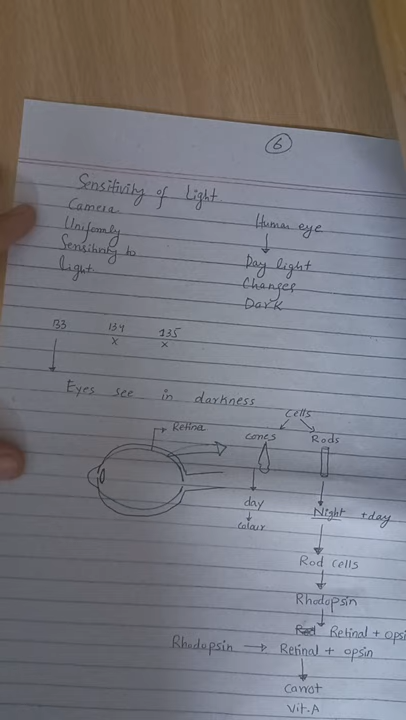 6
Sensitivity of Light
Camera
Uniformly
Sensitivity to
light
Human eye
Day light
Changes
Dark
133 134 135
x x
Eyes see in darkness
Cells
Retina
cones Rods
day
colour
Night + day
Rod cells
Rhodopsin
Retinal + opsi
Rhodopsin → Retinal + opsin
Carrot
Vit. A